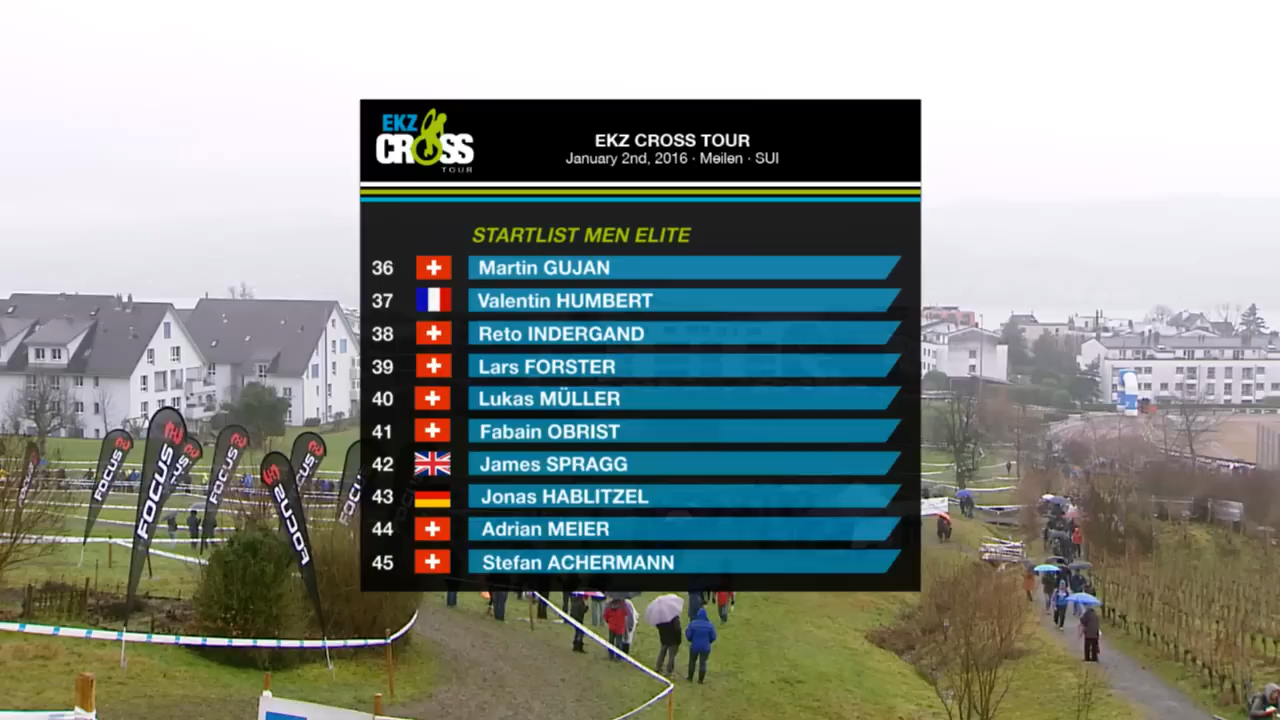 EKZ
CROSS
TOUR
EKZ CROSS TOUR
January 2nd, 2016 · Meilen · SUI
STARTLIST MEN ELITE
36 Martin GUJAN
37 Valentin HUMBERT
38 Reto INDERGAND
39 Lars FORSTER
40 Lukas MÜLLER
41 Fabain OBRIST
42 James SPRAGG
43 Jonas HABLITZEL
44 Adrian MEIER
45 Stefan ACHERMANN
FOCUS
FOCUS
FOCUS
FOCUS
FOCUS
FOCUS